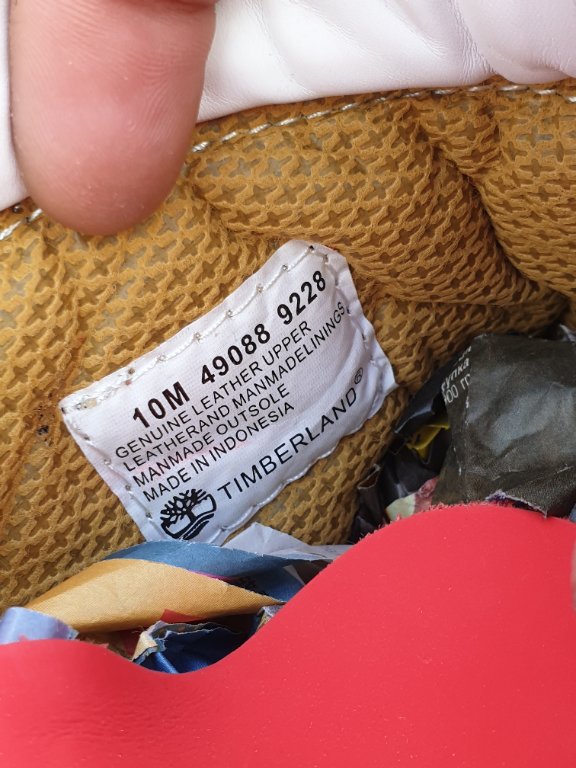 10M 49088 9228
GENUINE LEATHER UPPER
LEATHERAND MANMADELININGS
MANMADE OUTSOLE
MADE IN INDONESIA
TIMBERLAND®